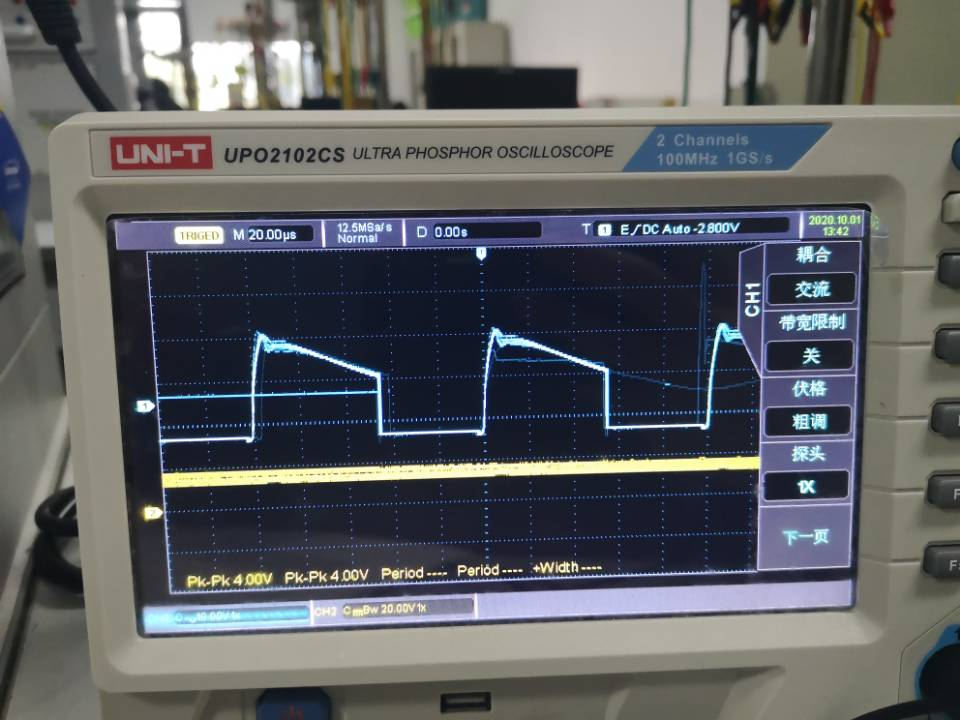 UNI-T UPO2102CS ULTRA PHOSPHOR OSCILLOSCOPE
2 Channels
100MHz 1GS/s
TRIGED M 20.00μs 12.5MSa/s Normal D 0.00s T 1 E/DC Auto -2.800V 2020.10.01 13:42
CH1
耦合
交流
带宽限制
关
伏格
粗调
探头
1X
下一页
1
2
Pk-Pk 4.00V Pk-Pk 4.00V Period ---- Period ---- +Width ----
10.00V 1x CH2 Bw 20.00V 1x
F
F